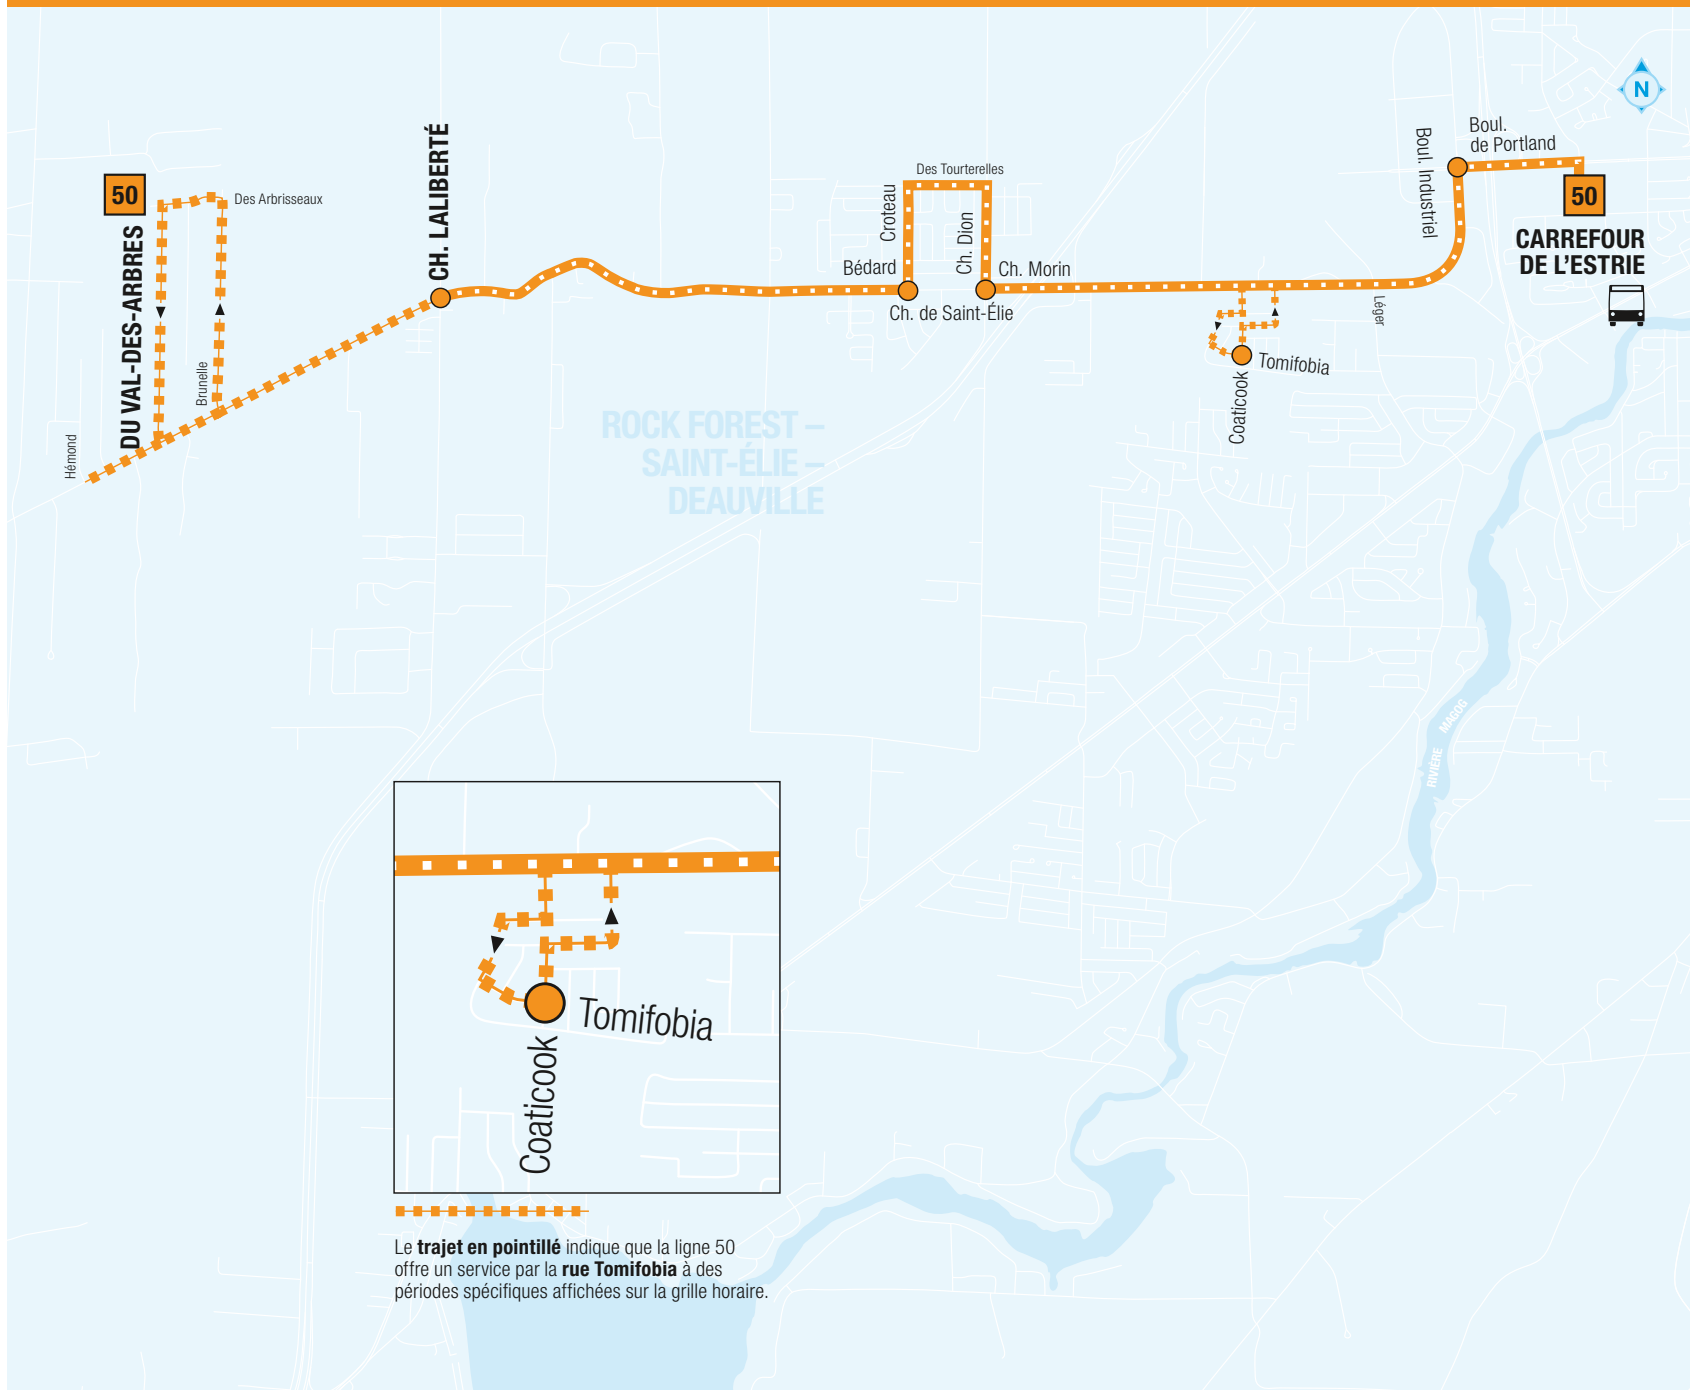 N
Boul.
de Portland
Boul. Industriel
50
CARREFOUR
DE L'ESTRIE
50
DU VAL-DES-ARBRES
Des Arbrisseaux
Brunelle
Hémond
CH. LALIBERTÉ
Des Tourterelles
Croteau
Ch. Dion
Bédard
Ch. Morin
Ch. de Saint-Élie
Léger
Tomifobia
Coaticook
ROCK FOREST –
SAINT-ÉLIE –
DEAUVILLE
RIVIÈRE MAGOG
Tomifobia
Coaticook
Le trajet en pointillé indique que la ligne 50
offre un service par la rue Tomifobia à des
périodes spécifiques affichées sur la grille horaire.